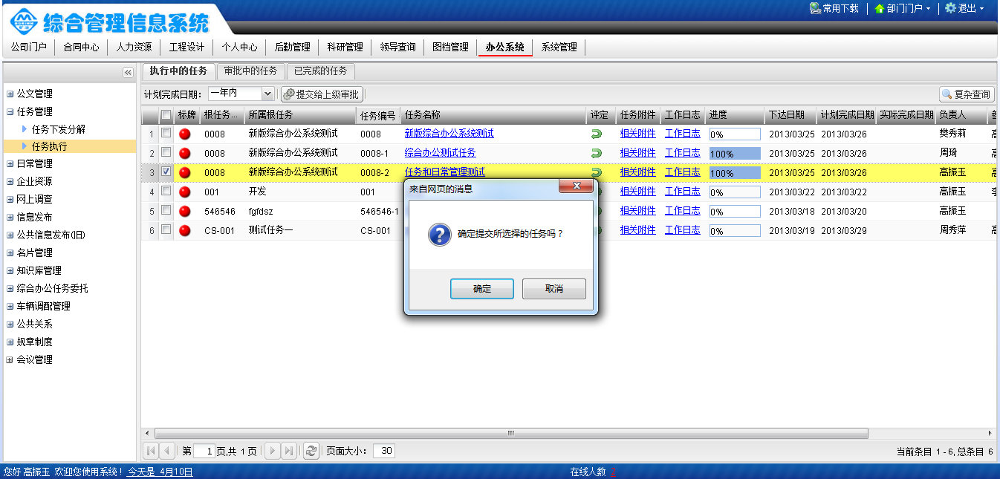 常用下载 部门门户 退出
综合管理信息系统
公司门户 合同中心 人力资源 工程设计 个人中心 后勤管理 科研管理 领导查询 图档管理 办公系统 系统管理
执行中的任务 审批中的任务 已完成的任务
计划完成日期: 一年内 提交给上级审批 复杂查询
公文管理
任务管理
任务下发分解
任务执行
日常管理
企业资源
网上调查
信息发布
公共信息发布(旧)
名片管理
知识库管理
综合办公任务委托
车辆调配管理
公共关系
规章制度
会议管理
标牌 根任务... 所属根任务 任务编号 任务名称 评定 任务附件 工作日志 进度 下达日期 计划完成日期 实际完成日期 负责人
1 0008 新版综合办公系统测试 0008 新版综合办公系统测试 相关附件 工作日志 0% 2013/03/25 2013/03/26 樊秀莉 高
2 0008 新版综合办公系统测试 0008-1 综合办公测试任务 相关附件 工作日志 100% 2013/03/25 2013/03/26 周琦 高
3 0008 新版综合办公系统测试 0008-2 任务和日常管理测试 相关附件 工作日志 100% 2013/03/25 2013/03/26 高振玉 高
4 001 开发 001 相关附件 工作日志 0% 2013/03/22 2013/03/22 高振玉 李
5 546546 fgfdsz 546546-1 相关附件 工作日志 0% 2013/03/18 2013/03/20 高振玉 高
6 CS-001 测试任务一 CS-001 相关附件 工作日志 0% 2013/03/19 2013/03/29 周秀萍 高
来自网页的消息
确定提交所选择的任务吗？
确定 取消
第 1 页,共 1 页 页面大小: 30 当前条目 1 - 6, 总条目 6
您好 高振玉 欢迎您使用系统！ 今天是 4月10日 在线人数 2